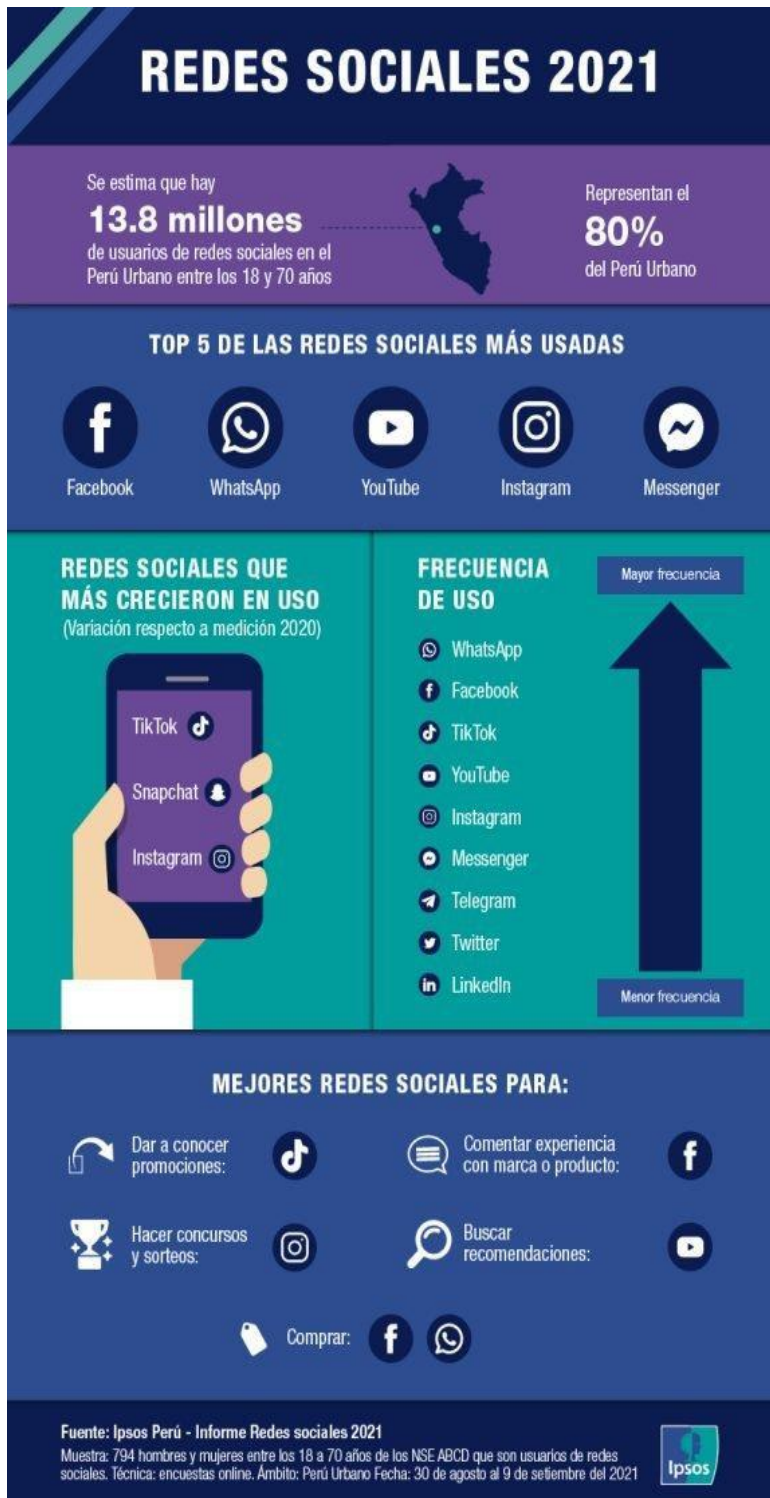 REDES SOCIALES 2021
Se estima que hay
13.8 millones
de usuarios de redes sociales en el
Perú Urbano entre los 18 y 70 años
Representan el
80%
del Perú Urbano
TOP 5 DE LAS REDES SOCIALES MÁS USADAS
Facebook
WhatsApp
YouTube
Instagram
Messenger
REDES SOCIALES QUE
MÁS CRECIERON EN USO
(Variación respecto a medición 2020)
TikTok
Snapchat
Instagram
FRECUENCIA
DE USO
Mayor frecuencia
WhatsApp
Facebook
TikTok
YouTube
Instagram
Messenger
Telegram
Twitter
LinkedIn
Menor frecuencia
MEJORES REDES SOCIALES PARA:
Dar a conocer
promociones:
Comentar experiencia
con marca o producto:
Hacer concursos
y sorteos:
Buscar
recomendaciones:
Comprar:
Fuente: Ipsos Perú - Informe Redes sociales 2021
Muestra: 794 hombres y mujeres entre los 18 a 70 años de los NSE ABCD que son usuarios de redes
sociales. Técnica: encuestas online. Ámbito: Perú Urbano Fecha: 30 de agosto al 9 de setiembre del 2021
Ipsos